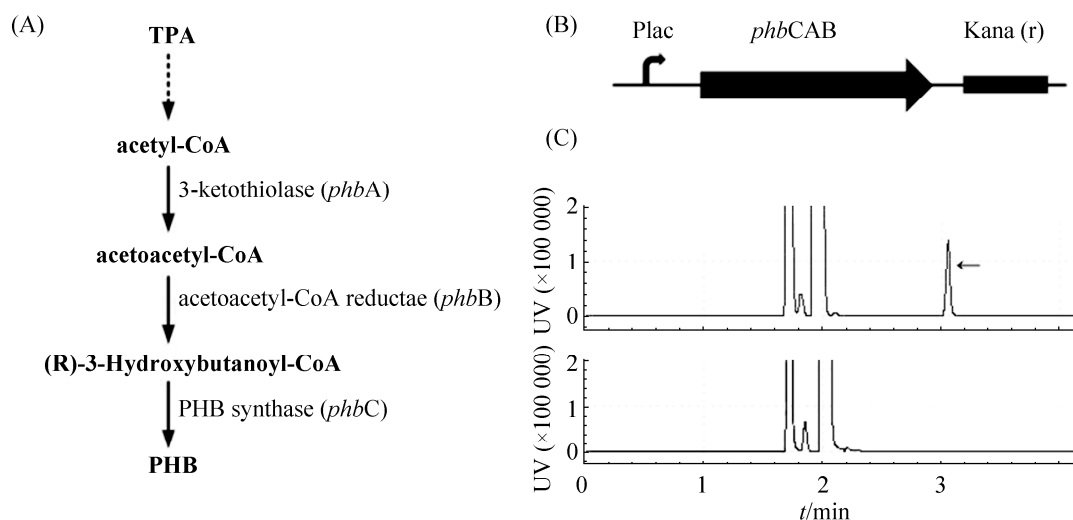 (A)
TPA
acetyl-CoA
3-ketothiolase (phbA)
acetoacetyl-CoA
acetoacetyl-CoA reductae (phbB)
(R)-3-Hydroxybutanoyl-CoA
PHB synthase (phbC)
PHB
(B)
Plac phbCAB Kana (r)
(C)
UV (×100 000)
2
1
0
UV (×100 000)
2
1
0
0 1 2 3
t/min